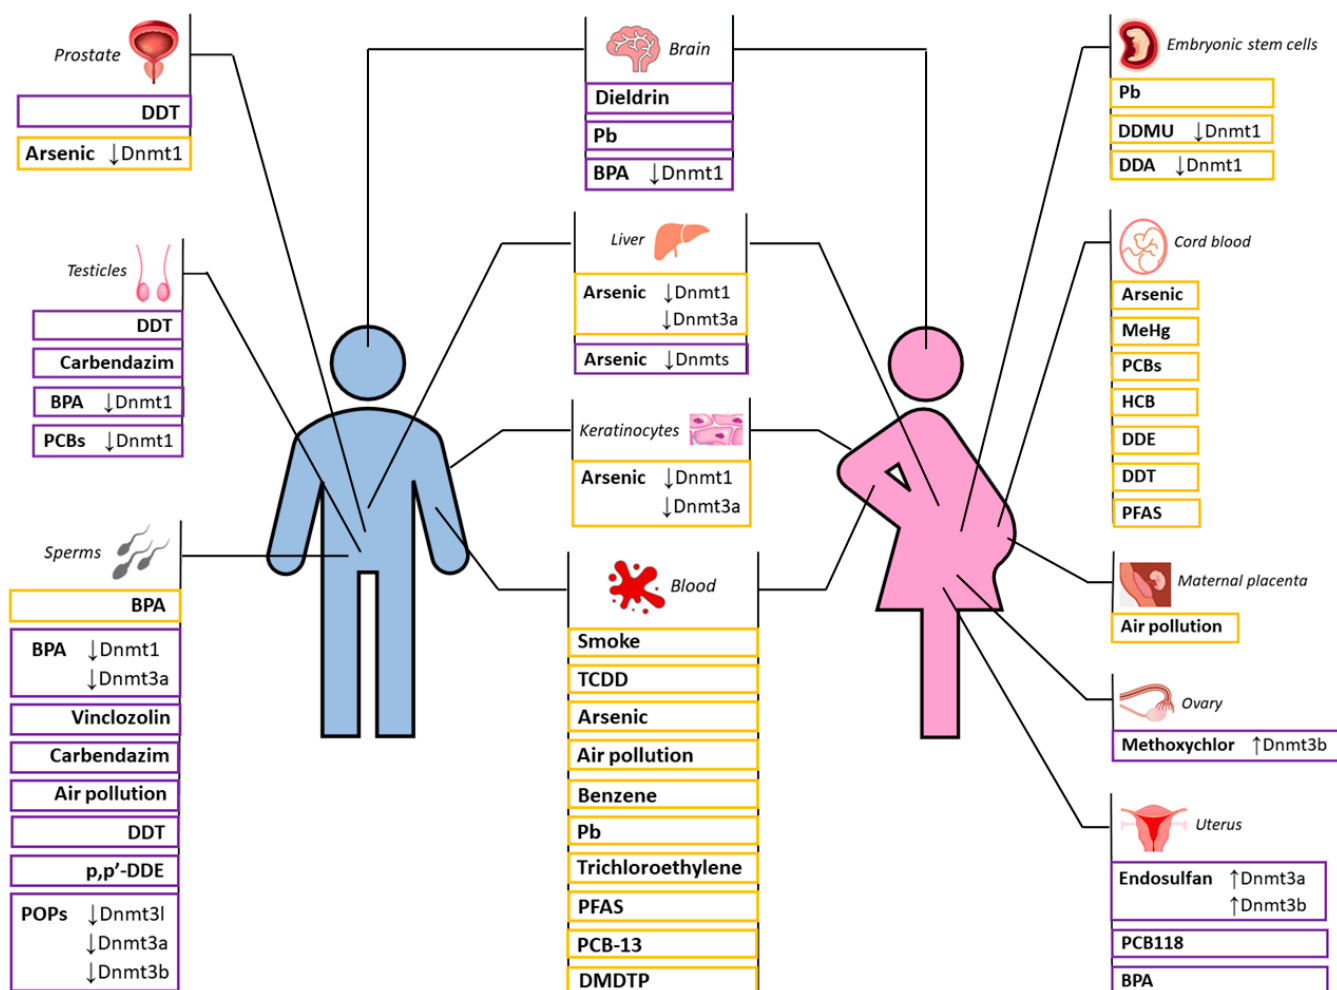 Prostate
DDT
Arsenic ↓Dnmt1
Testicles
DDT
Carbendazim
BPA ↓Dnmt1
PCBs ↓Dnmt1
Sperms
BPA
BPA ↓Dnmt1
↓Dnmt3a
Vinclozolin
Carbendazim
Air pollution
DDT
p,p’-DDE
POPs ↓Dnmt3l
↓Dnmt3a
↓Dnmt3b
Brain
Dieldrin
Pb
BPA ↓Dnmt1
Liver
Arsenic ↓Dnmt1
↓Dnmt3a
Arsenic ↓Dnmts
Keratinocytes
Arsenic ↓Dnmt1
↓Dnmt3a
Blood
Smoke
TCDD
Arsenic
Air pollution
Benzene
Pb
Trichloroethylene
PFAS
PCB-13
DMDTP
Embryonic stem cells
Pb
DDMU ↓Dnmt1
DDA ↓Dnmt1
Cord blood
Arsenic
MeHg
PCBs
HCB
DDE
DDT
PFAS
Maternal placenta
Air pollution
Ovary
Methoxychlor ↑Dnmt3b
Uterus
Endosulfan ↑Dnmt3a
↑Dnmt3b
PCB118
BPA